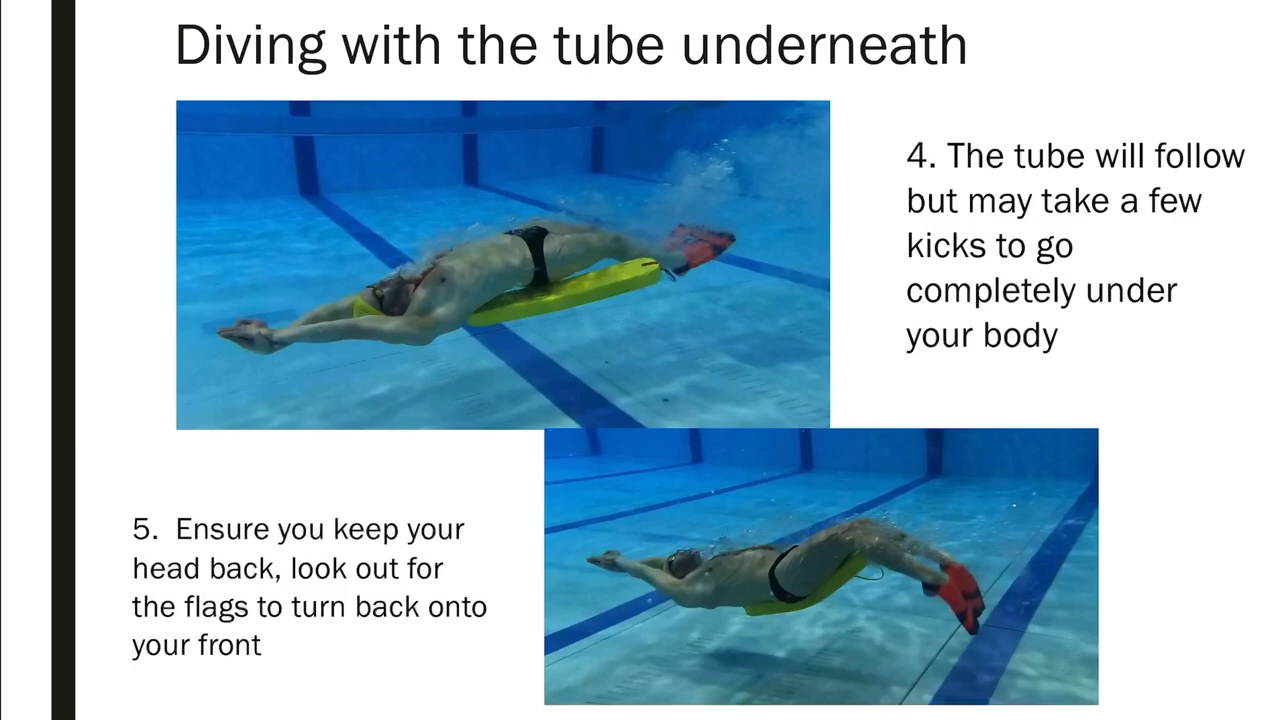 Diving with the tube underneath
4. The tube will follow
but may take a few
kicks to go
completely under
your body
5.  Ensure you keep your
head back, look out for
the flags to turn back onto
your front